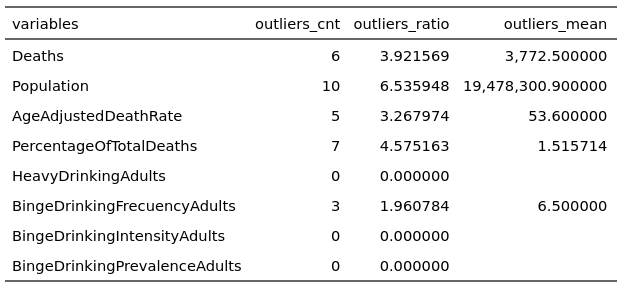 variables outliers_cnt outliers_ratio outliers_mean
Deaths 6 3.921569 3,772.500000
Population 10 6.535948 19,478,300.900000
AgeAdjustedDeathRate 5 3.267974 53.600000
PercentageOfTotalDeaths 7 4.575163 1.515714
HeavyDrinkingAdults 0 0.000000
BingeDrinkingFrecuencyAdults 3 1.960784 6.500000
BingeDrinkingIntensityAdults 0 0.000000
BingeDrinkingPrevalenceAdults 0 0.000000